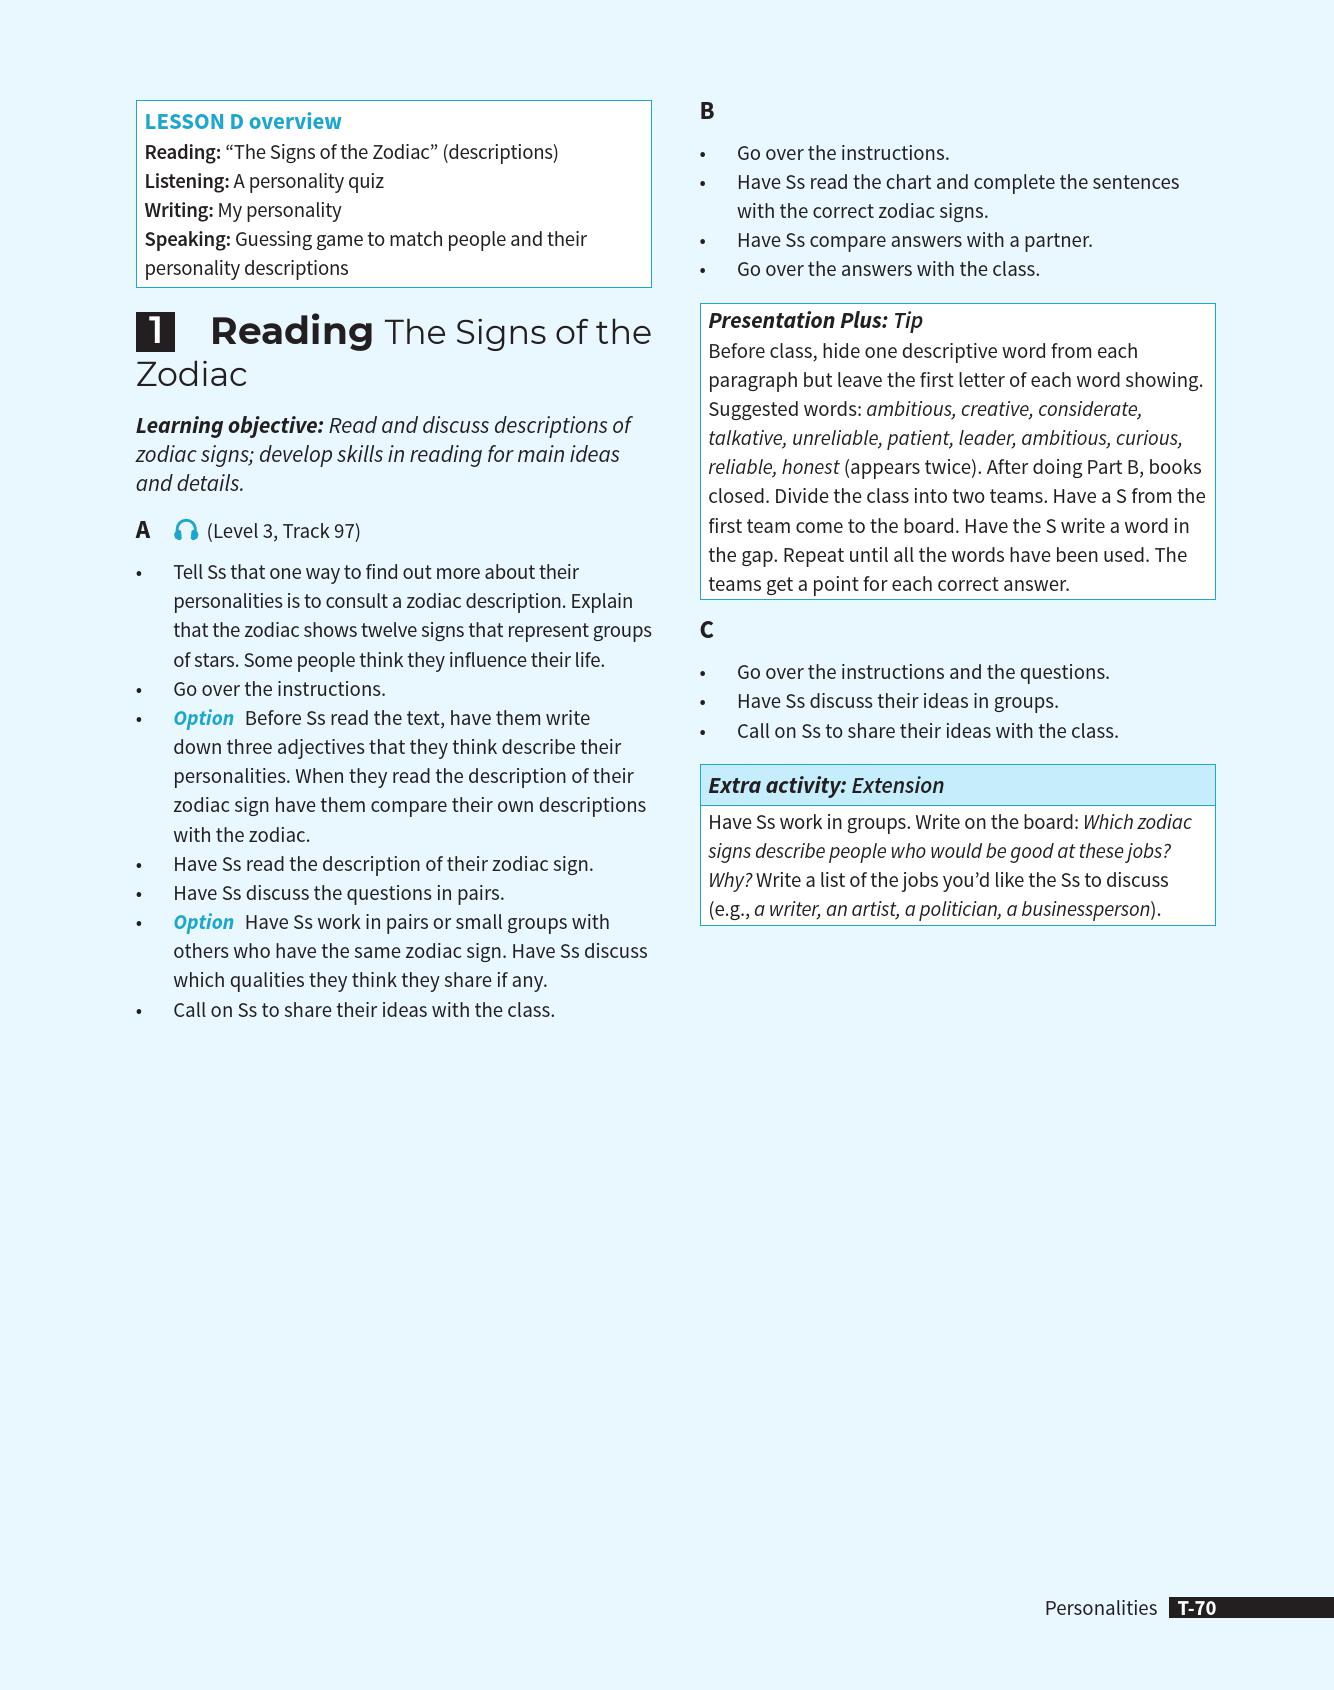 LESSON D overview
Reading: “The Signs of the Zodiac” (descriptions)
Listening: A personality quiz
Writing: My personality
Speaking: Guessing game to match people and their
personality descriptions
1 Reading The Signs of the
Zodiac
Learning objective: Read and discuss descriptions of
zodiac signs; develop skills in reading for main ideas
and details.
A (Level 3, Track 97)
• Tell Ss that one way to find out more about their
personalities is to consult a zodiac description. Explain
that the zodiac shows twelve signs that represent groups
of stars. Some people think they influence their life.
• Go over the instructions.
• Option Before Ss read the text, have them write
down three adjectives that they think describe their
personalities. When they read the description of their
zodiac sign have them compare their own descriptions
with the zodiac.
• Have Ss read the description of their zodiac sign.
• Have Ss discuss the questions in pairs.
• Option Have Ss work in pairs or small groups with
others who have the same zodiac sign. Have Ss discuss
which qualities they think they share if any.
• Call on Ss to share their ideas with the class.
B
• Go over the instructions.
• Have Ss read the chart and complete the sentences
with the correct zodiac signs.
• Have Ss compare answers with a partner.
• Go over the answers with the class.
Presentation Plus: Tip
Before class, hide one descriptive word from each
paragraph but leave the first letter of each word showing.
Suggested words: ambitious, creative, considerate,
talkative, unreliable, patient, leader, ambitious, curious,
reliable, honest (appears twice). After doing Part B, books
closed. Divide the class into two teams. Have a S from the
first team come to the board. Have the S write a word in
the gap. Repeat until all the words have been used. The
teams get a point for each correct answer.
C
• Go over the instructions and the questions.
• Have Ss discuss their ideas in groups.
• Call on Ss to share their ideas with the class.
Extra activity: Extension
Have Ss work in groups. Write on the board: Which zodiac
signs describe people who would be good at these jobs?
Why? Write a list of the jobs you’d like the Ss to discuss
(e.g., a writer, an artist, a politician, a businessperson).
Personalities T-70